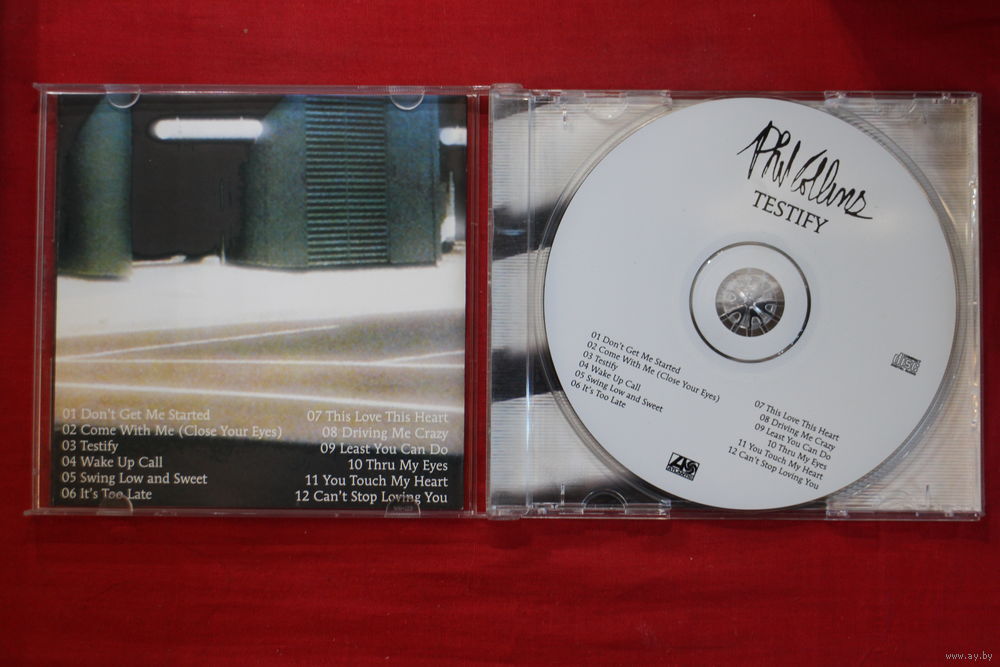 01 Don't Get Me Started
02 Come With Me (Close Your Eyes)
03 Testify
04 Wake Up Call
05 Swing Low and Sweet
06 It's Too Late
07 This Love This Heart
08 Driving Me Crazy
09 Least You Can Do
10 Thru My Eyes
11 You Touch My Heart
12 Can't Stop Loving You
Phil Collins
TESTIFY
01 Don't Get Me Started
02 Come With Me (Close Your Eyes)
03 Testify
04 Wake Up Call
05 Swing Low and Sweet
06 It's Too Late
07 This Love This Heart
08 Driving Me Crazy
09 Least You Can Do
10 Thru My Eyes
11 You Touch My Heart
12 Can't Stop Loving You
disc
www.ay.by